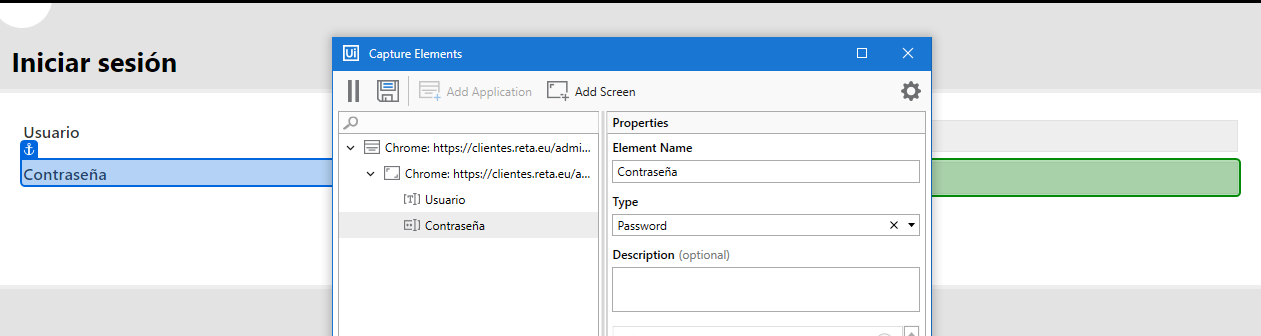 Iniciar sesión
Usuario
Contraseña
Ui Capture Elements
Add Application Add Screen
Chrome: https://clientes.reta.eu/admi...
Chrome: https://clientes.reta.eu/a...
Usuario
Contraseña
Properties
Element Name
Contraseña
Type
Password
Description (optional)